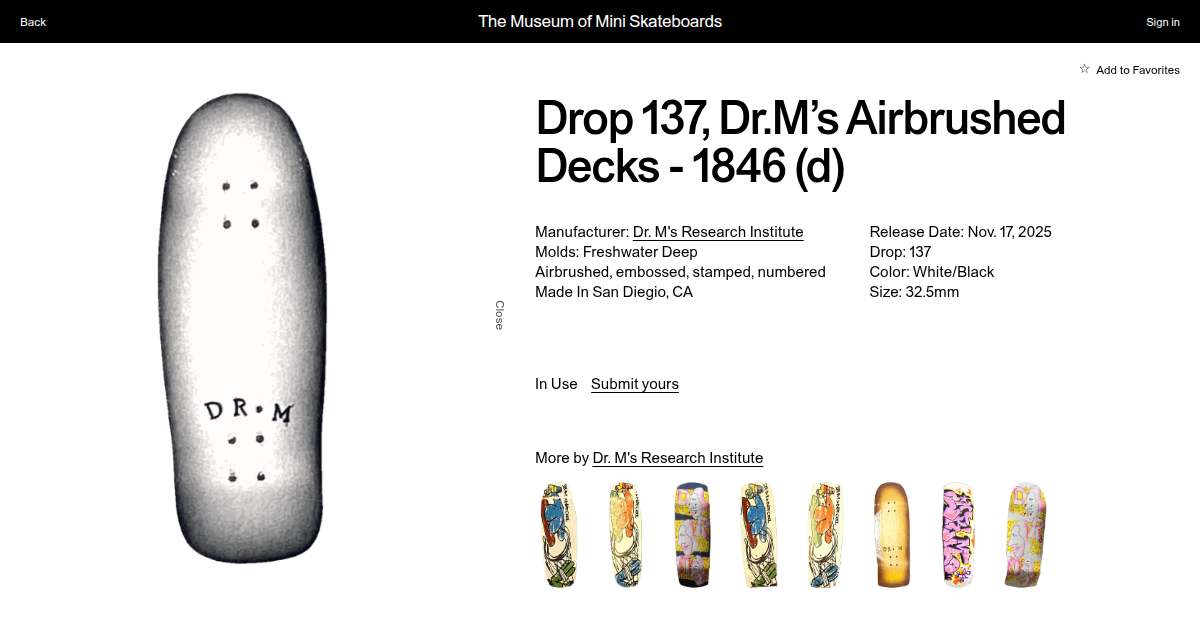 Back
The Museum of Mini Skateboards
Sign in
☆ Add to Favorites
Drop 137, Dr.M’s Airbrushed
Decks - 1846 (d)
Manufacturer: Dr. M's Research Institute
Molds: Freshwater Deep
Airbrushed, embossed, stamped, numbered
Made In San Diegio, CA
Release Date: Nov. 17, 2025
Drop: 137
Color: White/Black
Size: 32.5mm
DR.M
Close
In Use Submit yours
More by Dr. M's Research Institute
DR.M